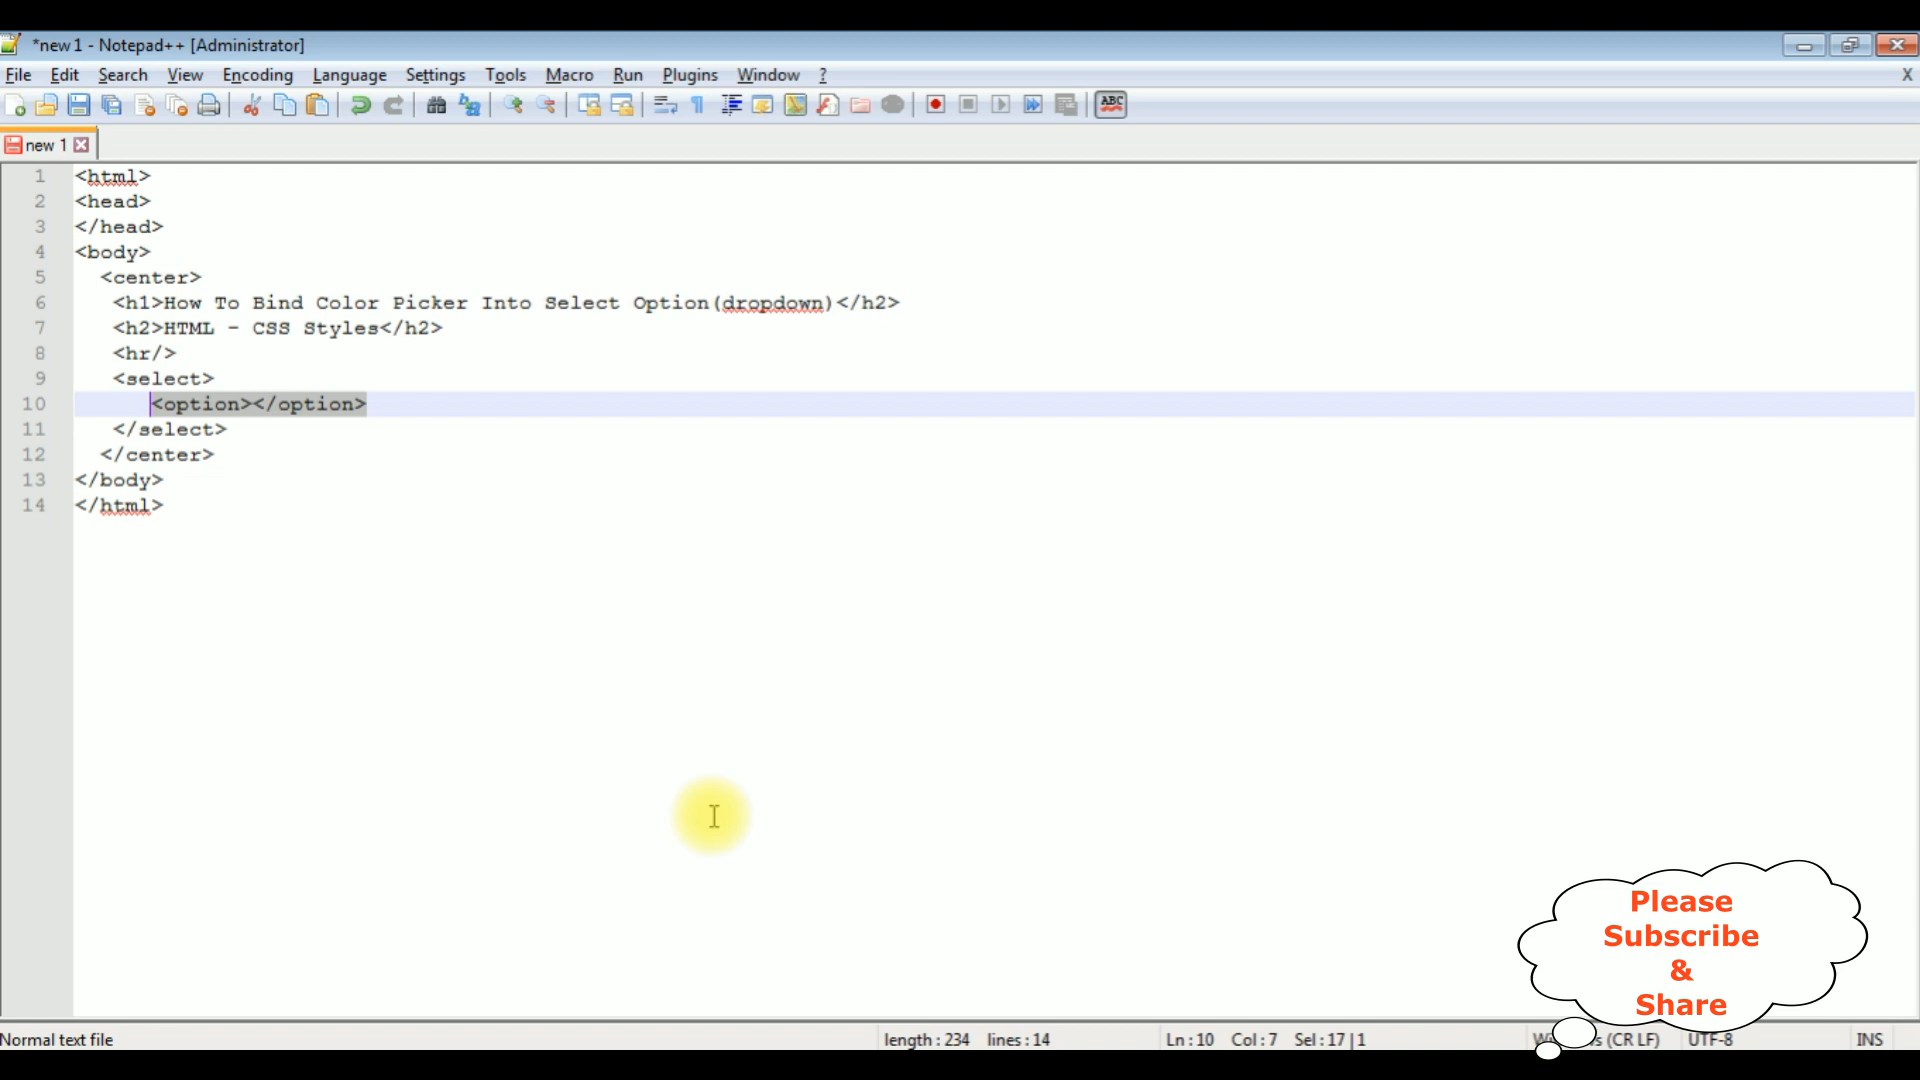 *new 1 - Notepad++ [Administrator]
File Edit Search View Encoding Language Settings Tools Macro Run Plugins Window ? X
ABC
new 1
1 <html>
2 <head>
3 </head>
4 <body>
5 <center>
6 <h1>How To Bind Color Picker Into Select Option(dropdown)</h2>
7 <h2>HTML - CSS Styles</h2>
8 <hr/>
9 <select>
10 <option></option>
11 </select>
12 </center>
13 </body>
14 </html>
Please
Subscribe
&
Share
Normal text file length : 234 lines : 14 Ln : 10 Col : 7 Sel : 17 | 1 (CR LF) UTF-8 INS